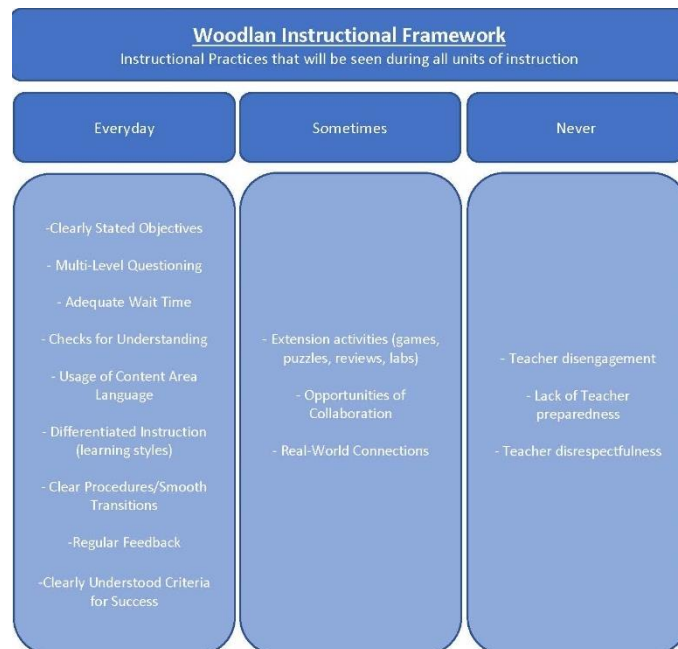 Woodlan Instructional Framework
Instructional Practices that will be seen during all units of instruction
Everyday
Sometimes
Never
-Clearly Stated Objectives
- Multi-Level Questioning
- Adequate Wait Time
- Checks for Understanding
- Usage of Content Area
Language
- Differentiated Instruction
(learning styles)
- Clear Procedures/Smooth
Transitions
-Regular Feedback
-Clearly Understood Criteria
for Success
- Extension activities (games,
puzzles, reviews, labs)
- Opportunities of
Collaboration
- Real-World Connections
- Teacher disengagement
- Lack of Teacher
preparedness
- Teacher disrespectfulness